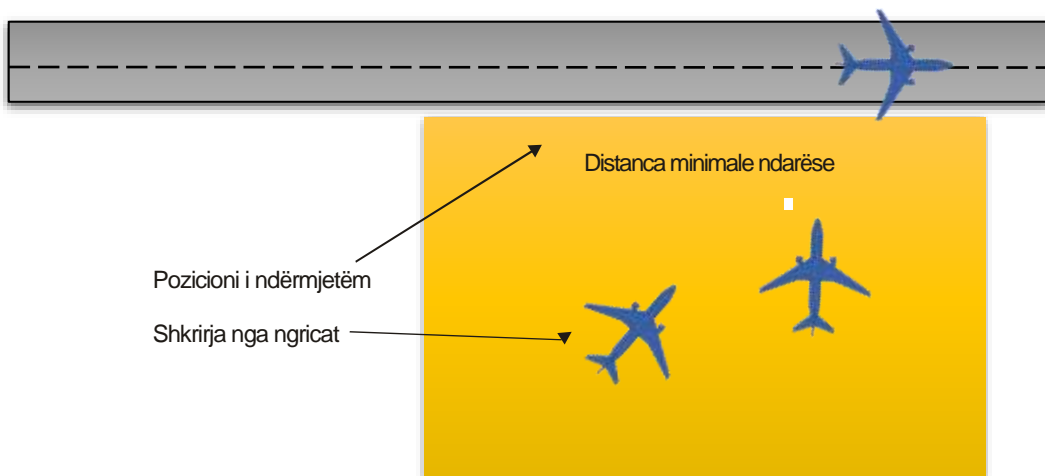 Distanca minimale ndarëse
Pozicioni i ndërmjetëm
Shkrirja nga ngricat